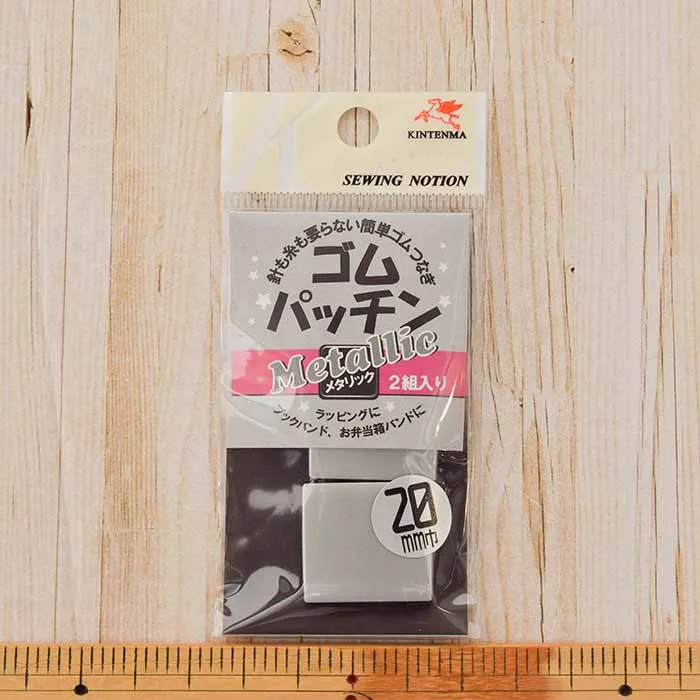 KINTENMA
SEWING NOTION
針も糸も要らない簡単ゴムつなぎ
ゴム
パッチン
Metallic
メタリック
2組入り
ラッピングに
ブックバンド、お弁当箱バンドに
20
mm巾